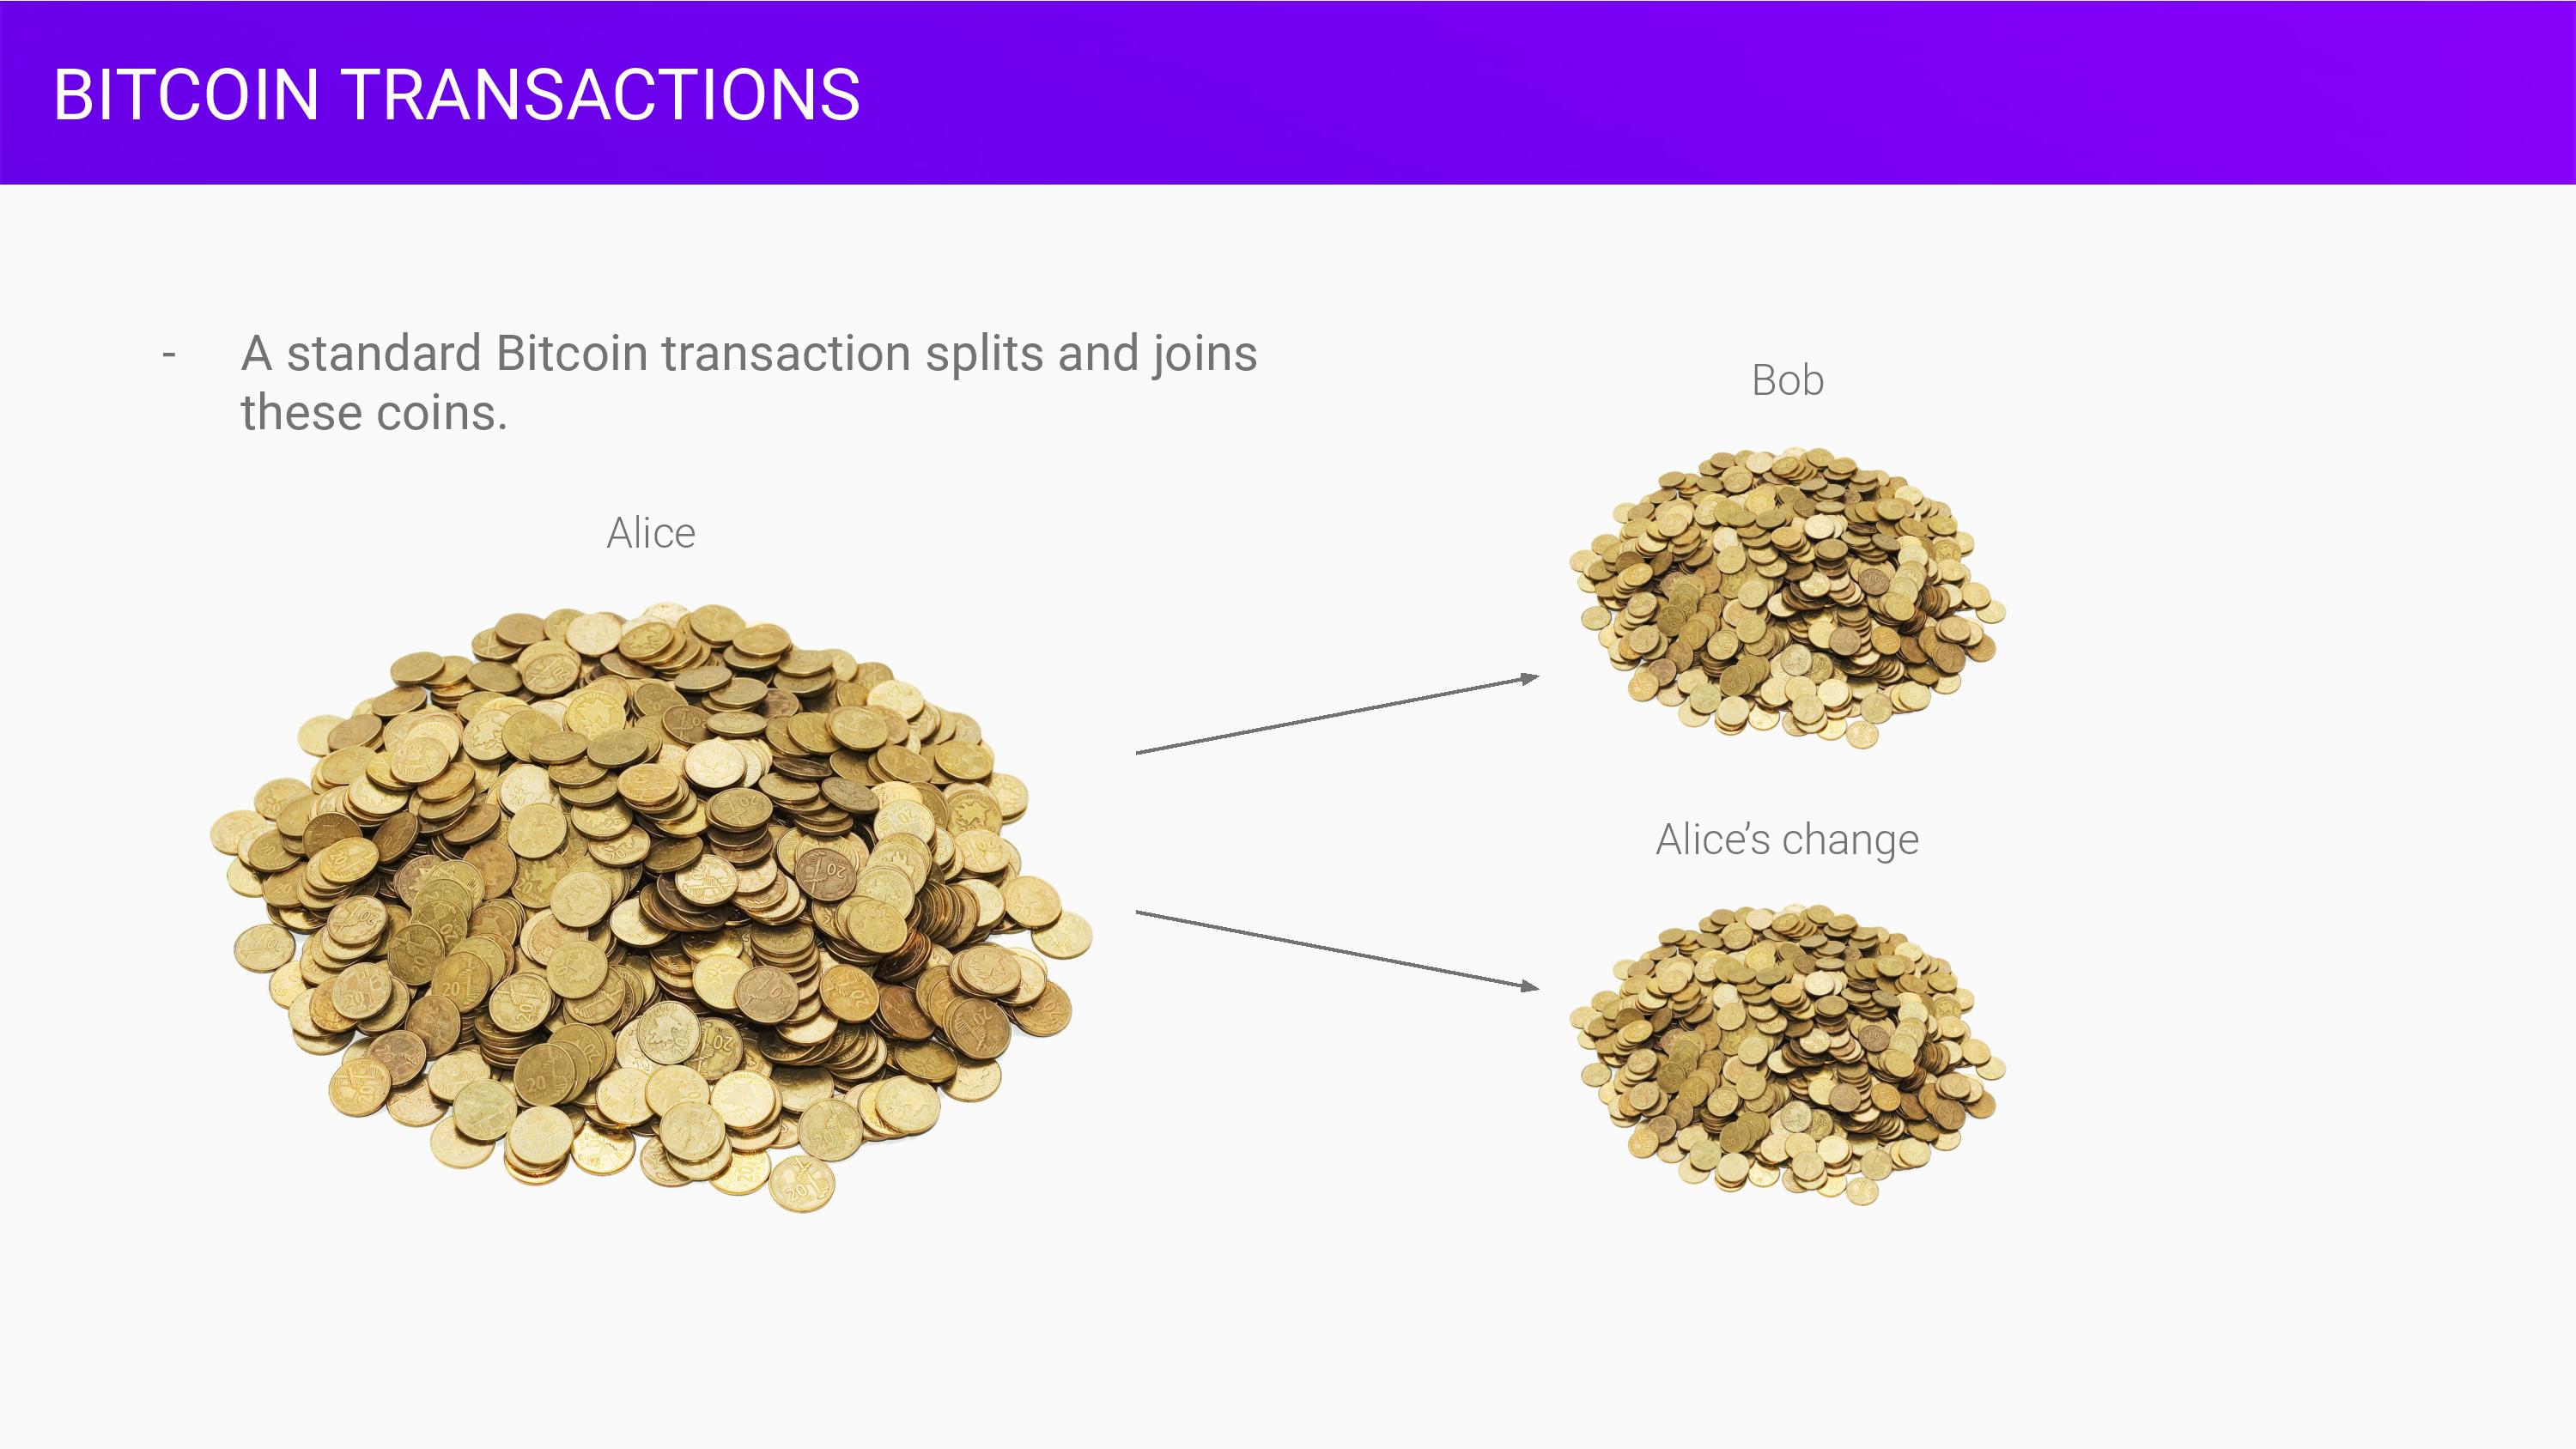 BITCOIN TRANSACTIONS
- A standard Bitcoin transaction splits and joins
these coins.
Bob
Alice
Alice’s change